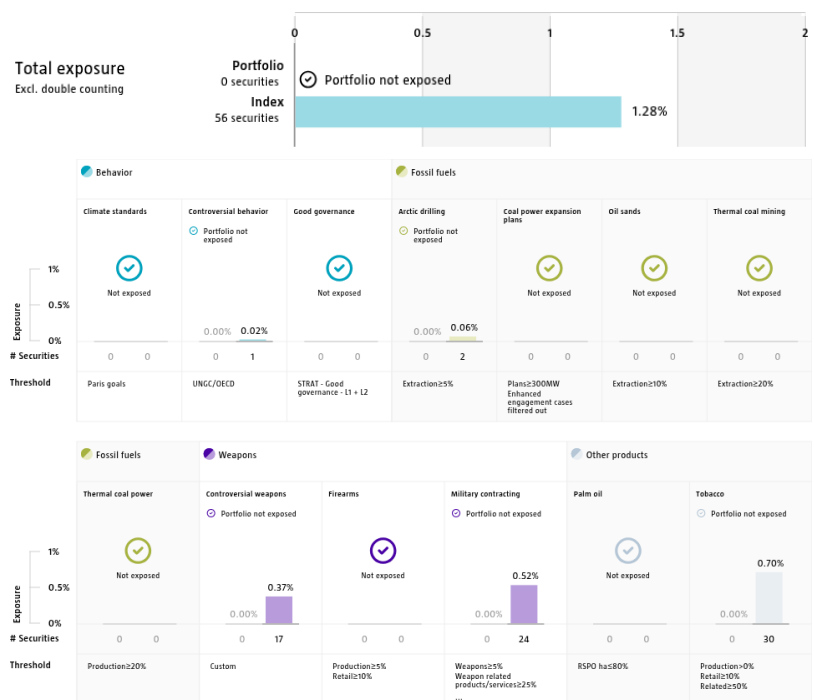 0 0.5 1 1.5 2
Total exposure
Excl. double counting
Portfolio
0 securities
Portfolio not exposed
Index
56 securities
1.28%
Behavior
Fossil fuels
Climate standards
Controversial behavior
Good governance
Arctic drilling
Coal power expansion
plans
Oil sands
Thermal coal mining
Portfolio not
exposed
Portfolio not
exposed
Not exposed
Not exposed
Not exposed
Not exposed
Not exposed
Exposure
1%
0.5%
0%
0.00% 0.02%
0.00% 0.06%
# Securities
0 0 0 1 0 0 0 2 0 0 0 0 0 0
Threshold
Paris goals
UNGC/OECD
STRAT - Good
governance - L1 + L2
Extraction≥5%
Plans≥300MW
Enhanced
engagement cases
filtered out
Extraction≥10%
Extraction≥20%
Fossil fuels
Weapons
Other products
Thermal coal power
Controversial weapons
Firearms
Military contracting
Palm oil
Tobacco
Portfolio not exposed
Portfolio not exposed
Portfolio not exposed
Not exposed
Not exposed
Not exposed
Exposure
1%
0.5%
0%
0.00% 0.37%
0.00% 0.52%
0.00% 0.70%
# Securities
0 0 0 17 0 0 0 24 0 0 0 30
Threshold
Production≥20%
Custom
Production≥5%
Retail≥10%
Weapons≥5%
Weapon related
products/services≥25%
RSPO ha≤80%
Production>0%
Retail≥10%
Related≥50%